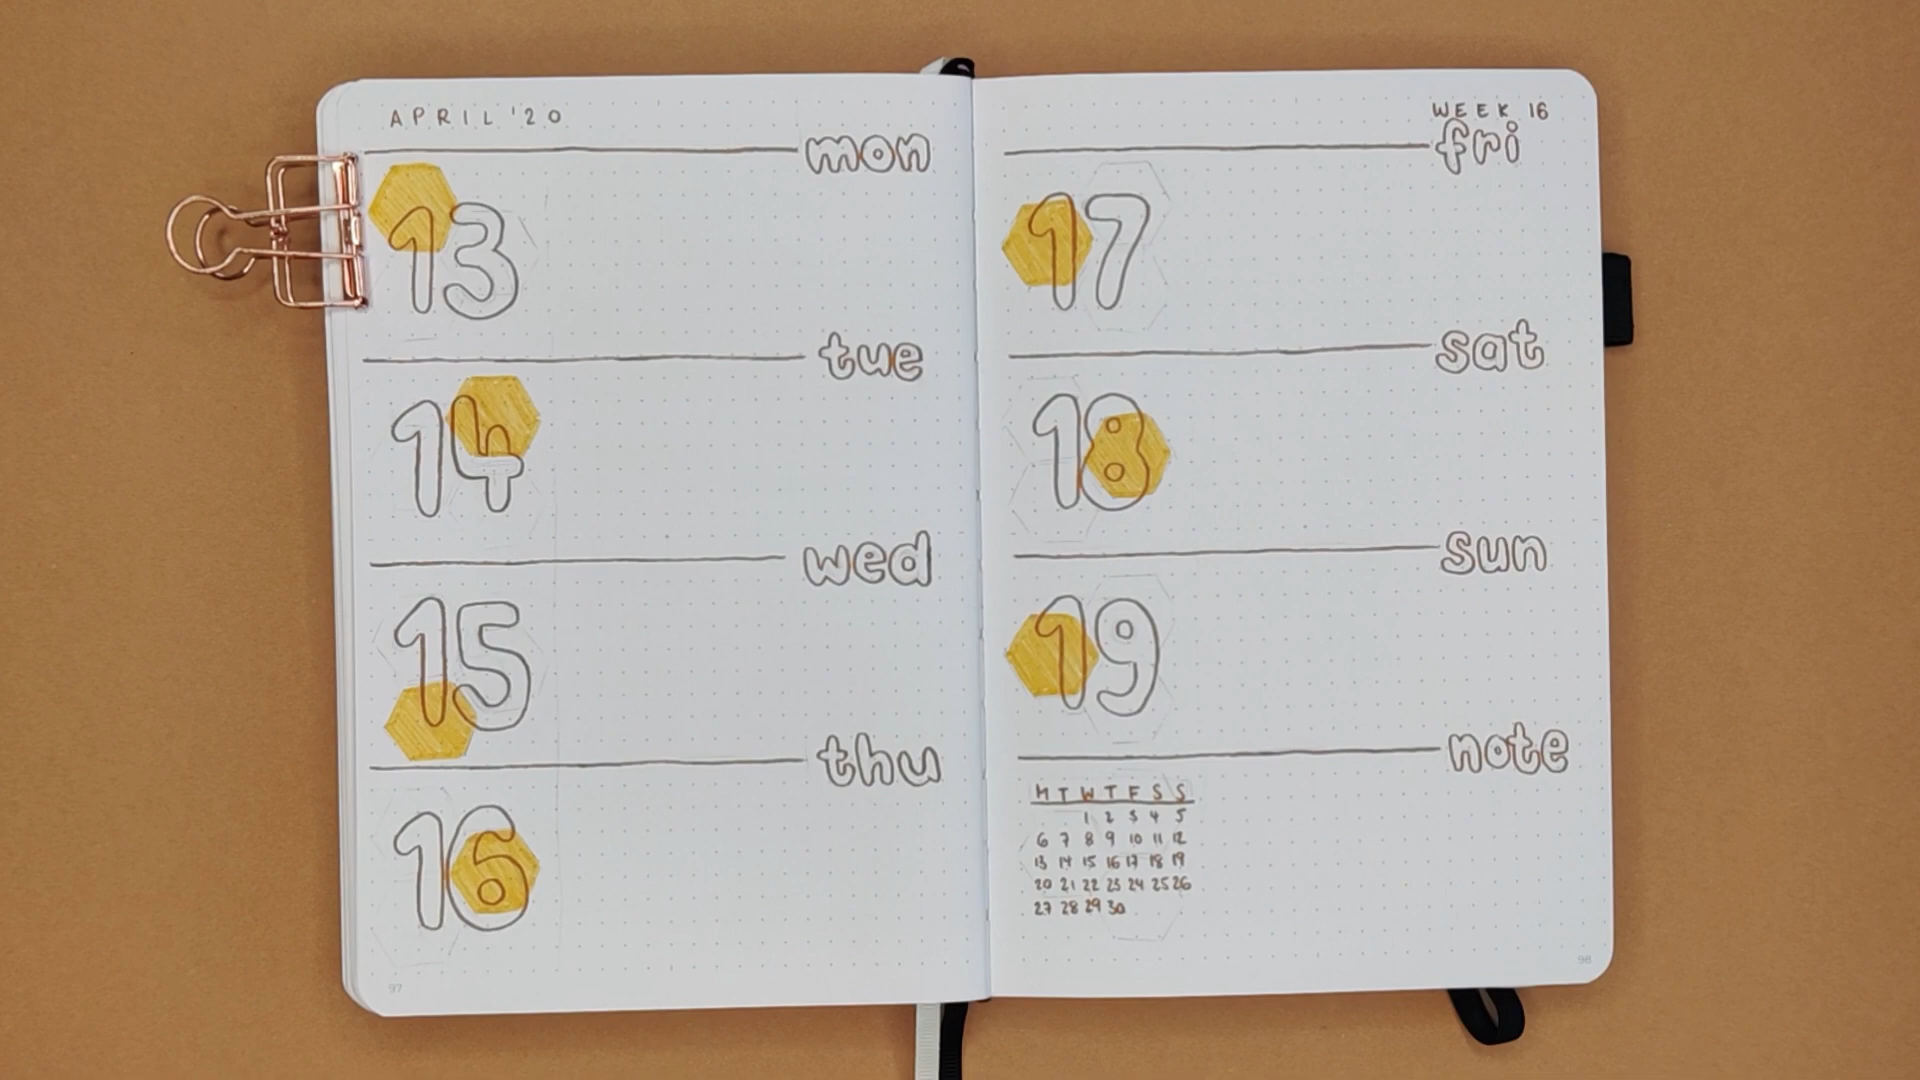 APRIL '20
mon
13
tue
14
wed
15
thu
16
97
WEEK 16
fri
17
sat
18
sun
19
note
M T W T F S S
1 2 3 4 5
6 7 8 9 10 11 12
13 14 15 16 17 18 19
20 21 22 23 24 25 26
27 28 29 30
98